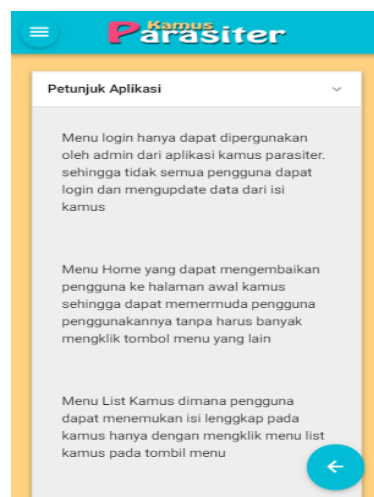 Kamus
Parasiter
Petunjuk Aplikasi
Menu login hanya dapat dipergunakan
oleh admin dari aplikasi kamus parasiter.
sehingga tidak semua pengguna dapat
login dan mengupdate data dari isi
kamus
Menu Home yang dapat mengembaikan
pengguna ke halaman awal kamus
sehingga dapat memermuda pengguna
penggunakannya tanpa harus banyak
mengklik tombol menu yang lain
Menu List Kamus dimana pengguna
dapat menemukan isi lenggkap pada
kamus hanya dengan mengklik menu list
kamus pada tombil menu